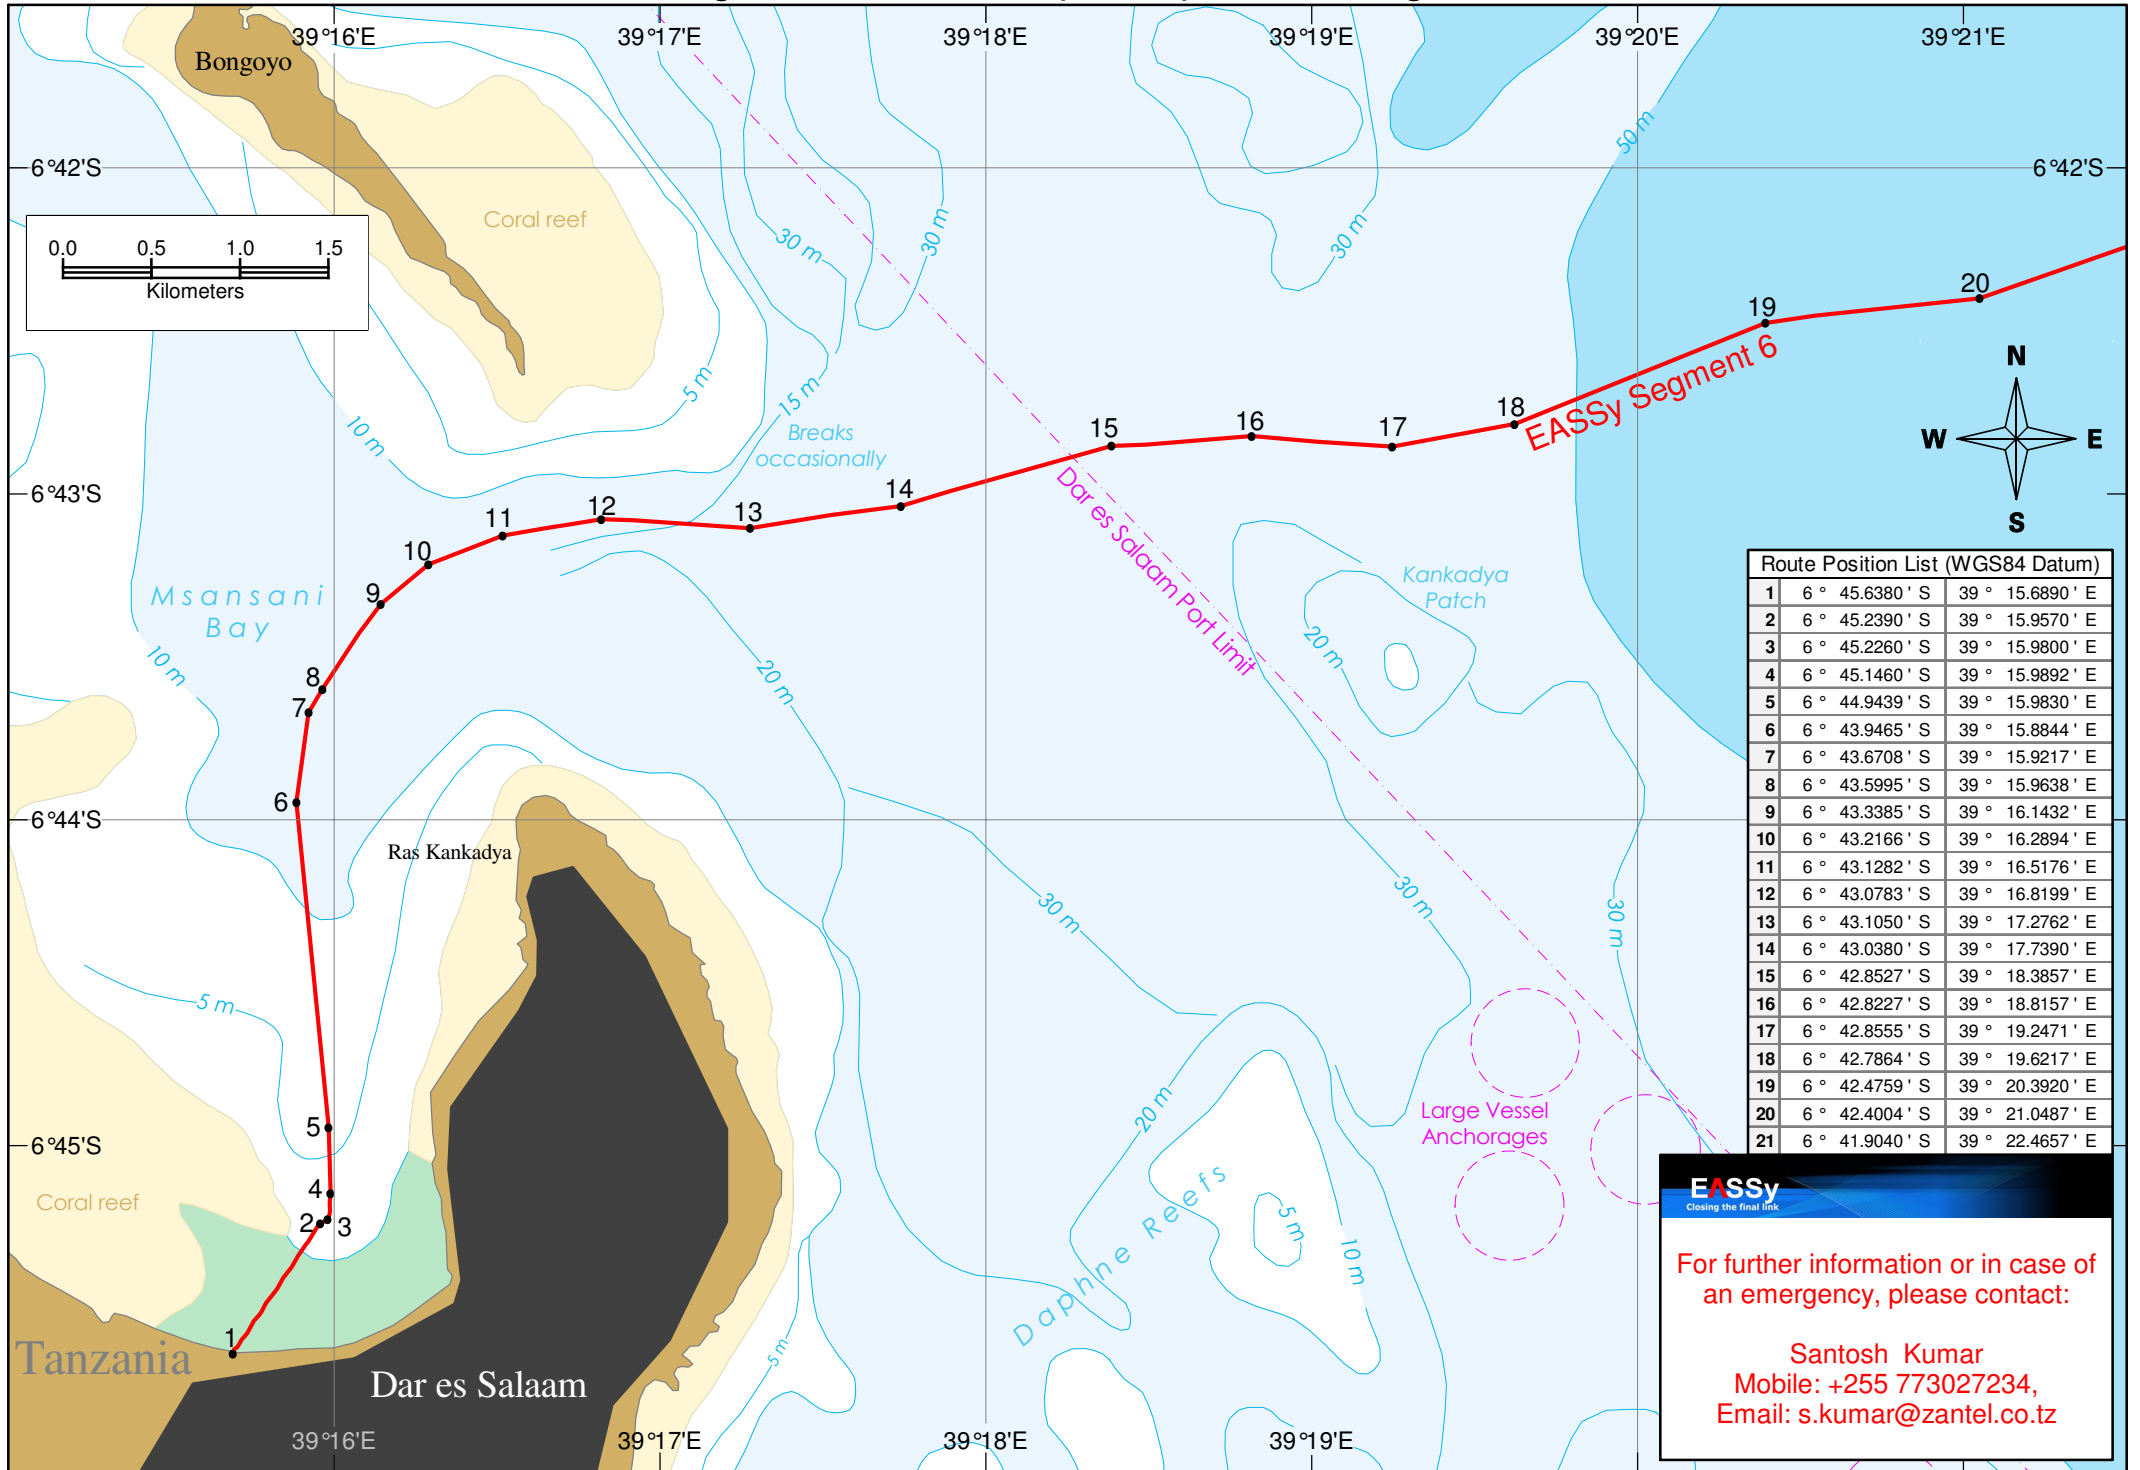 39°16'E
39°17'E
39°18'E
39°19'E
39°20'E
39°21'E
Bongoyo
6°42'S
6°42'S
50 m
Coral reef
30 m
30 m
30 m
0.0 0.5 1.0 1.5
Kilometers
20
19
EASSy Segment 6
N
W E
S
5 m
15 m
10 m
Breaks
occasionally
18
17
16
15
14
13
12
11
10
9
8
7
6
6°43'S
Dar es Salaam Port Limit
Msansani
Bay
10 m
20 m
Kankadya
Patch
20 m
6°44'S
Ras Kankadya
30 m
30 m
30 m
5 m
5
6°45'S
4
2
3
1
Coral reef
Large Vessel
Anchorages
20 m
Daphne Reefs
5 m
10 m
5 m
Tanzania
Dar es Salaam
39°16'E
39°17'E
39°18'E
39°19'E
Route Position List (WGS84 Datum)
1 6 ° 45.6380 ' S 39 ° 15.6890 ' E
2 6 ° 45.2390 ' S 39 ° 15.9570 ' E
3 6 ° 45.2260 ' S 39 ° 15.9800 ' E
4 6 ° 45.1460 ' S 39 ° 15.9892 ' E
5 6 ° 44.9439 ' S 39 ° 15.9830 ' E
6 6 ° 43.9465 ' S 39 ° 15.8844 ' E
7 6 ° 43.6708 ' S 39 ° 15.9217 ' E
8 6 ° 43.5995 ' S 39 ° 15.9638 ' E
9 6 ° 43.3385 ' S 39 ° 16.1432 ' E
10 6 ° 43.2166 ' S 39 ° 16.2894 ' E
11 6 ° 43.1282 ' S 39 ° 16.5176 ' E
12 6 ° 43.0783 ' S 39 ° 16.8199 ' E
13 6 ° 43.1050 ' S 39 ° 17.2762 ' E
14 6 ° 43.0380 ' S 39 ° 17.7390 ' E
15 6 ° 42.8527 ' S 39 ° 18.3857 ' E
16 6 ° 42.8227 ' S 39 ° 18.8157 ' E
17 6 ° 42.8555 ' S 39 ° 19.2471 ' E
18 6 ° 42.7864 ' S 39 ° 19.6217 ' E
19 6 ° 42.4759 ' S 39 ° 20.3920 ' E
20 6 ° 42.4004 ' S 39 ° 21.0487 ' E
21 6 ° 41.9040 ' S 39 ° 22.4657 ' E
EASSy
Closing the final link
For further information or in case of
an emergency, please contact:
Santosh Kumar
Mobile: +255 773027234,
Email: s.kumar@zantel.co.tz